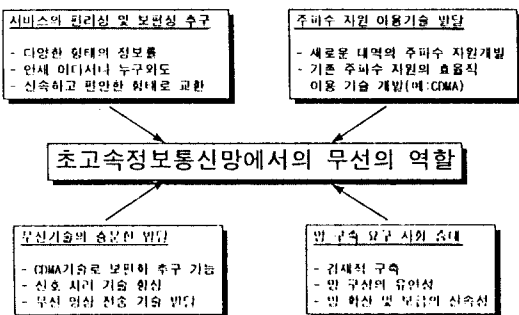 서비스의 편리성 및 보편성 추구
- 다양한 형태의 정보를
- 언제 어디서나 누구와도
- 신속하고 편안한 형태로 교환
주파수 자원 이용기술 발달
- 새로운 대역의 주파수 자원개발
- 기존 주파수 자원의 효율적
이용 기술 개발(예:CDMA)
초고속정보통신망에서의 무선의 역할
무선기술의 충분한 발달
- CDMA기술로 보편화 추구 가능
- 신호 처리 기술 향상
- 무선 영상 전송 기술 발달
망 구축 요구 사회 증대
- 경제적 구축
- 망 구성의 유연성
- 망 확산 및 보급의 신속성